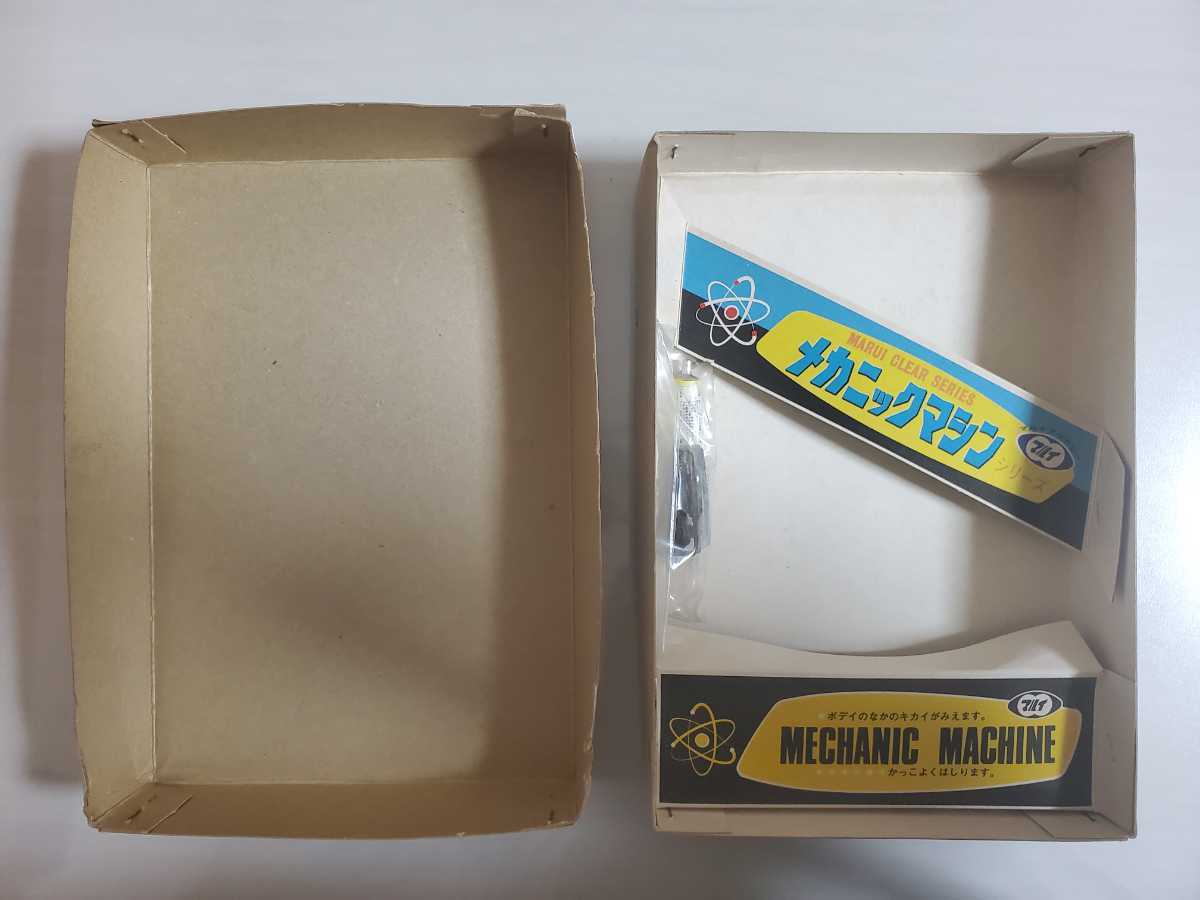 MARUI CLEAR SERIES
メカニックマシン
マルイ
シリーズ
ボデイのなかのキカイがみえます。
マルイ
MECHANIC MACHINE
かっこよくはしります。